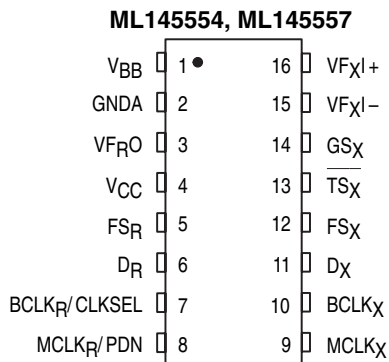 ML145554, ML145557
VBB 1 16 VFXI+
GNDA 2 15 VFXI–
VFRO 3 14 GSX
VCC 4 13 TSX
FSR 5 12 FSX
DR 6 11 DX
BCLKR/CLKSEL 7 10 BCLKX
MCLKR/PDN 8 9 MCLKX